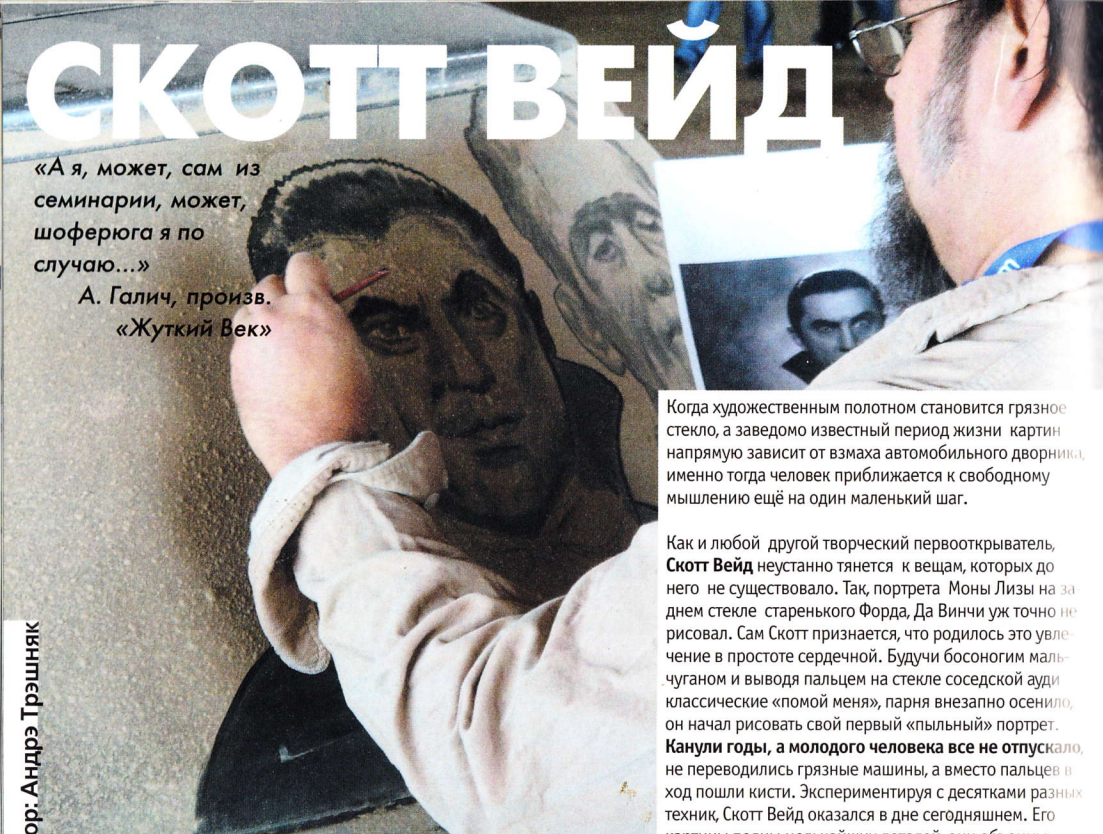 СКОТТ ВЕЙД
«А я, может, сам из
семинарии, может,
шоферюга я по
случаю...»
А. Галич, произв.
«Жуткий Век»
Когда художественным полотном становится грязное
стекло, а заведомо известный период жизни картин
напрямую зависит от взмаха автомобильного дворника,
именно тогда человек приближается к свободному
мышлению ещё на один маленький шаг.
Как и любой другой творческий первооткрыватель,
Скотт Вейд неустанно тянется к вещам, которых до
него не существовало. Так, портрета Моны Лизы на за-
днем стекле старенького Форда, Да Винчи уж точно не
рисовал. Сам Скотт признается, что родилось это увле-
чение в простоте сердечной. Будучи босоногим маль-
чуганом и выводя пальцем на стекле соседской ауди
классические «помой меня», парня внезапно осенило,
он начал рисовать свой первый «пыльный» портрет.
Канули годы, а молодого человека все не отпускало,
не переводились грязные машины, а вместо пальцев в
ход пошли кисти. Экспериментируя с десятками разных
техник, Скотт Вейд оказался в дне сегодняшнем. Его
ор: Андрэ Трэшняк